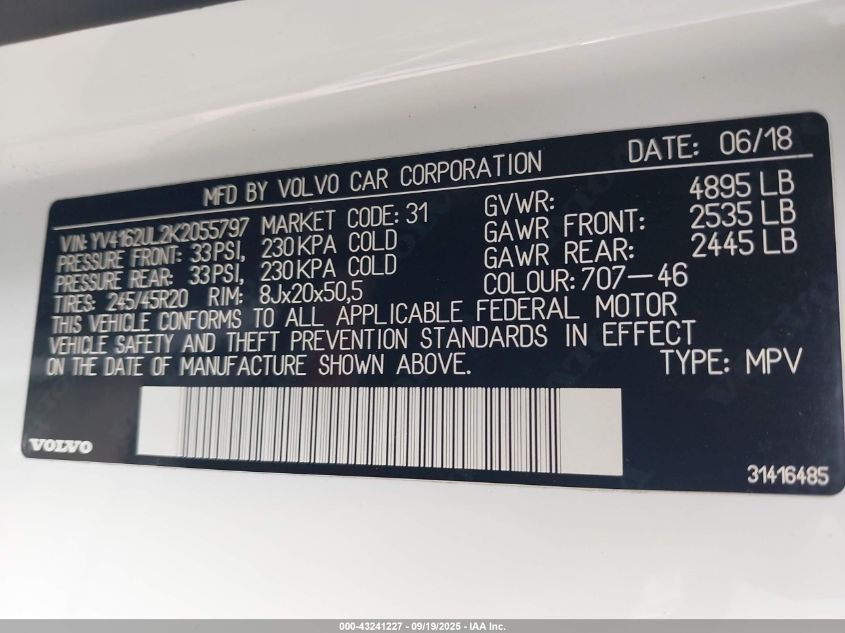 DATE: 06/18
MFD BY VOLVO CAR CORPORATION
VIN: YV4162UL2K2055797 MARKET CODE: 31
PRESSURE FRONT: 33PSI, 230KPA COLD
PRESSURE REAR: 33PSI, 230KPA COLD
TIRES: 245/45R20 RIM: 8Jx20x50,5
GVWR: 4895 LB
GAWR FRONT: 2535 LB
GAWR REAR: 2445 LB
COLOUR: 707-46
THIS VEHICLE CONFORMS TO ALL APPLICABLE FEDERAL MOTOR
VEHICLE SAFETY AND THEFT PREVENTION STANDARDS IN EFFECT
ON THE DATE OF MANUFACTURE SHOWN ABOVE.
TYPE: MPV
VOLVO
31416485
000-43241227 - 09/19/2025 - IAA Inc.